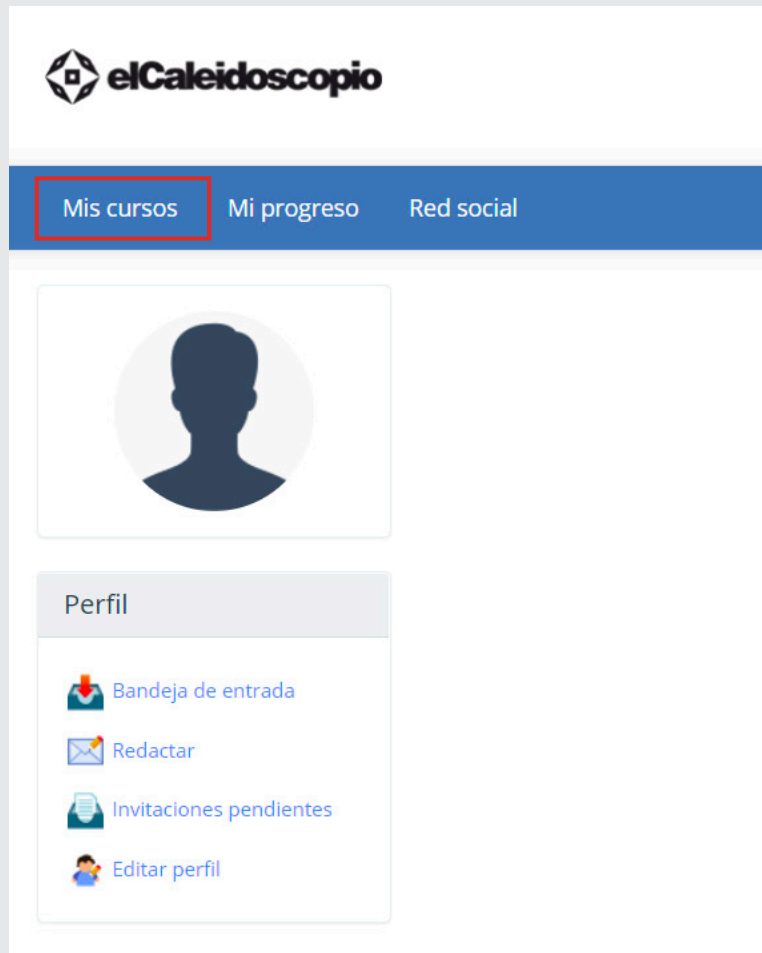 elCaleidoscopio
Mis cursos Mi progreso Red social
Perfil
Bandeja de entrada
Redactar
Invitaciones pendientes
Editar perfil